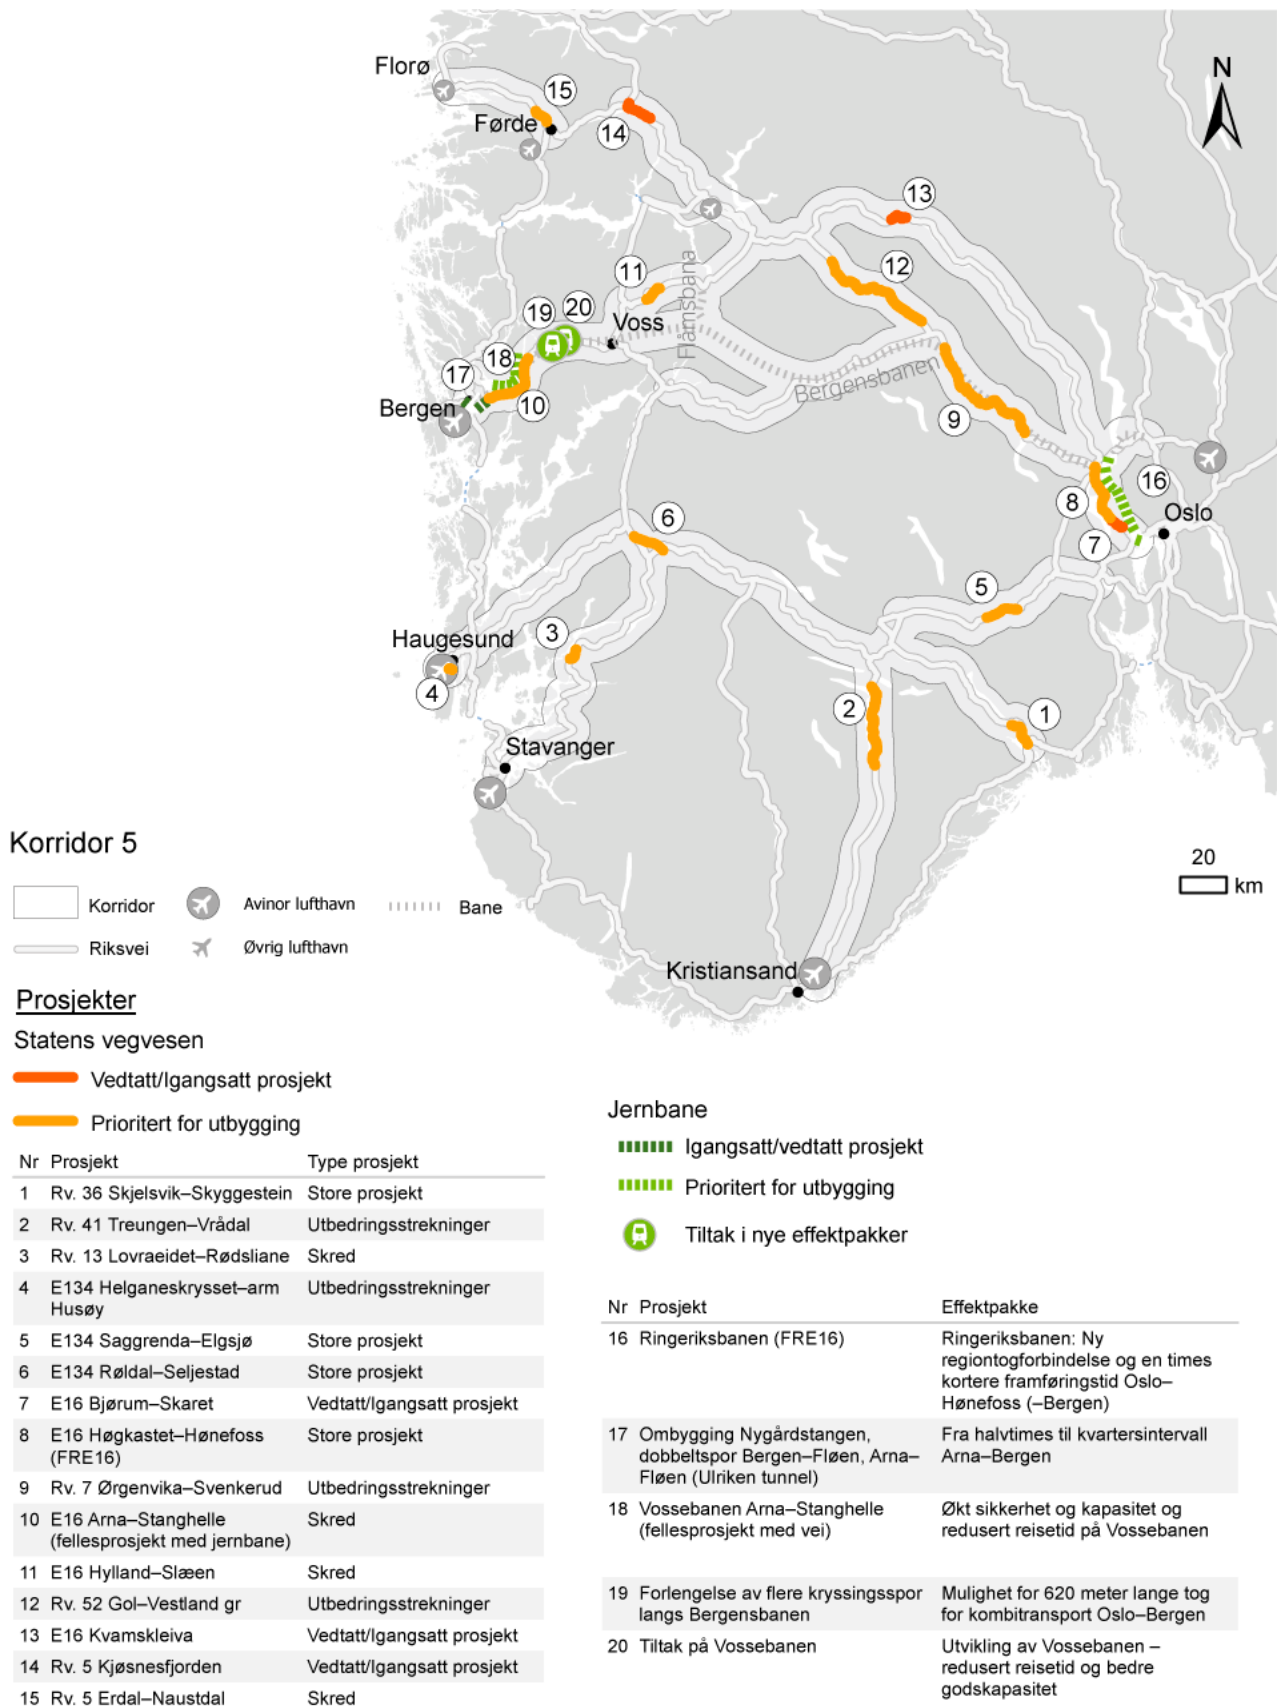 Florø
N
15
Førde
14
13
12
11
Flåmsbana
19
20
Voss
18
17
Bergensbanen
Bergen
10
9
16
8
Oslo
6
7
5
3
Haugesund
4
2
1
Stavanger
Korridor 5
20
km
Korridor
Avinor lufthavn
Bane
Riksvei
Øvrig lufthavn
Kristiansand
Prosjekter
Statens vegvesen
Vedtatt/Igangsatt prosjekt
Prioritert for utbygging
Nr Prosjekt Type prosjekt
1 Rv. 36 Skjelsvik–Skyggestein Store prosjekt
2 Rv. 41 Treungen–Vrådal Utbedringsstrekninger
3 Rv. 13 Lovraeidet–Rødsliane Skred
4 E134 Helganeskrysset–arm Utbedringsstrekninger
Husøy
5 E134 Saggrenda–Elgsjø Store prosjekt
6 E134 Røldal–Seljestad Store prosjekt
7 E16 Bjørum–Skaret Vedtatt/Igangsatt prosjekt
8 E16 Høgkastet–Hønefoss Store prosjekt
(FRE16)
9 Rv. 7 Ørgenvika–Svenkerud Utbedringsstrekninger
10 E16 Arna–Stanghelle Skred
(fellesprosjekt med jernbane)
11 E16 Hylland–Slæen Skred
12 Rv. 52 Gol–Vestland gr Utbedringsstrekninger
13 E16 Kvamskleiva Vedtatt/Igangsatt prosjekt
14 Rv. 5 Kjøsnesfjorden Vedtatt/Igangsatt prosjekt
15 Rv. 5 Erdal–Naustdal Skred
Jernbane
Igangsatt/vedtatt prosjekt
Prioritert for utbygging
Tiltak i nye effektpakker
Nr Prosjekt Effektpakke
16 Ringeriksbanen (FRE16) Ringeriksbanen: Ny
regiontogforbindelse og en times
kortere framføringstid Oslo–
Hønefoss (–Bergen)
17 Ombygging Nygårdstangen, Fra halvtimes til kvartersintervall
dobbeltspor Bergen–Fløen, Arna– Arna–Bergen
Fløen (Ulriken tunnel)
18 Vossebanen Arna–Stanghelle Økt sikkerhet og kapasitet og
(fellesprosjekt med vei) redusert reisetid på Vossebanen
19 Forlengelse av flere kryssingsspor Mulighet for 620 meter lange tog
langs Bergensbanen for kombitransport Oslo–Bergen
20 Tiltak på Vossebanen Utvikling av Vossebanen –
redusert reisetid og bedre
godskapasitet